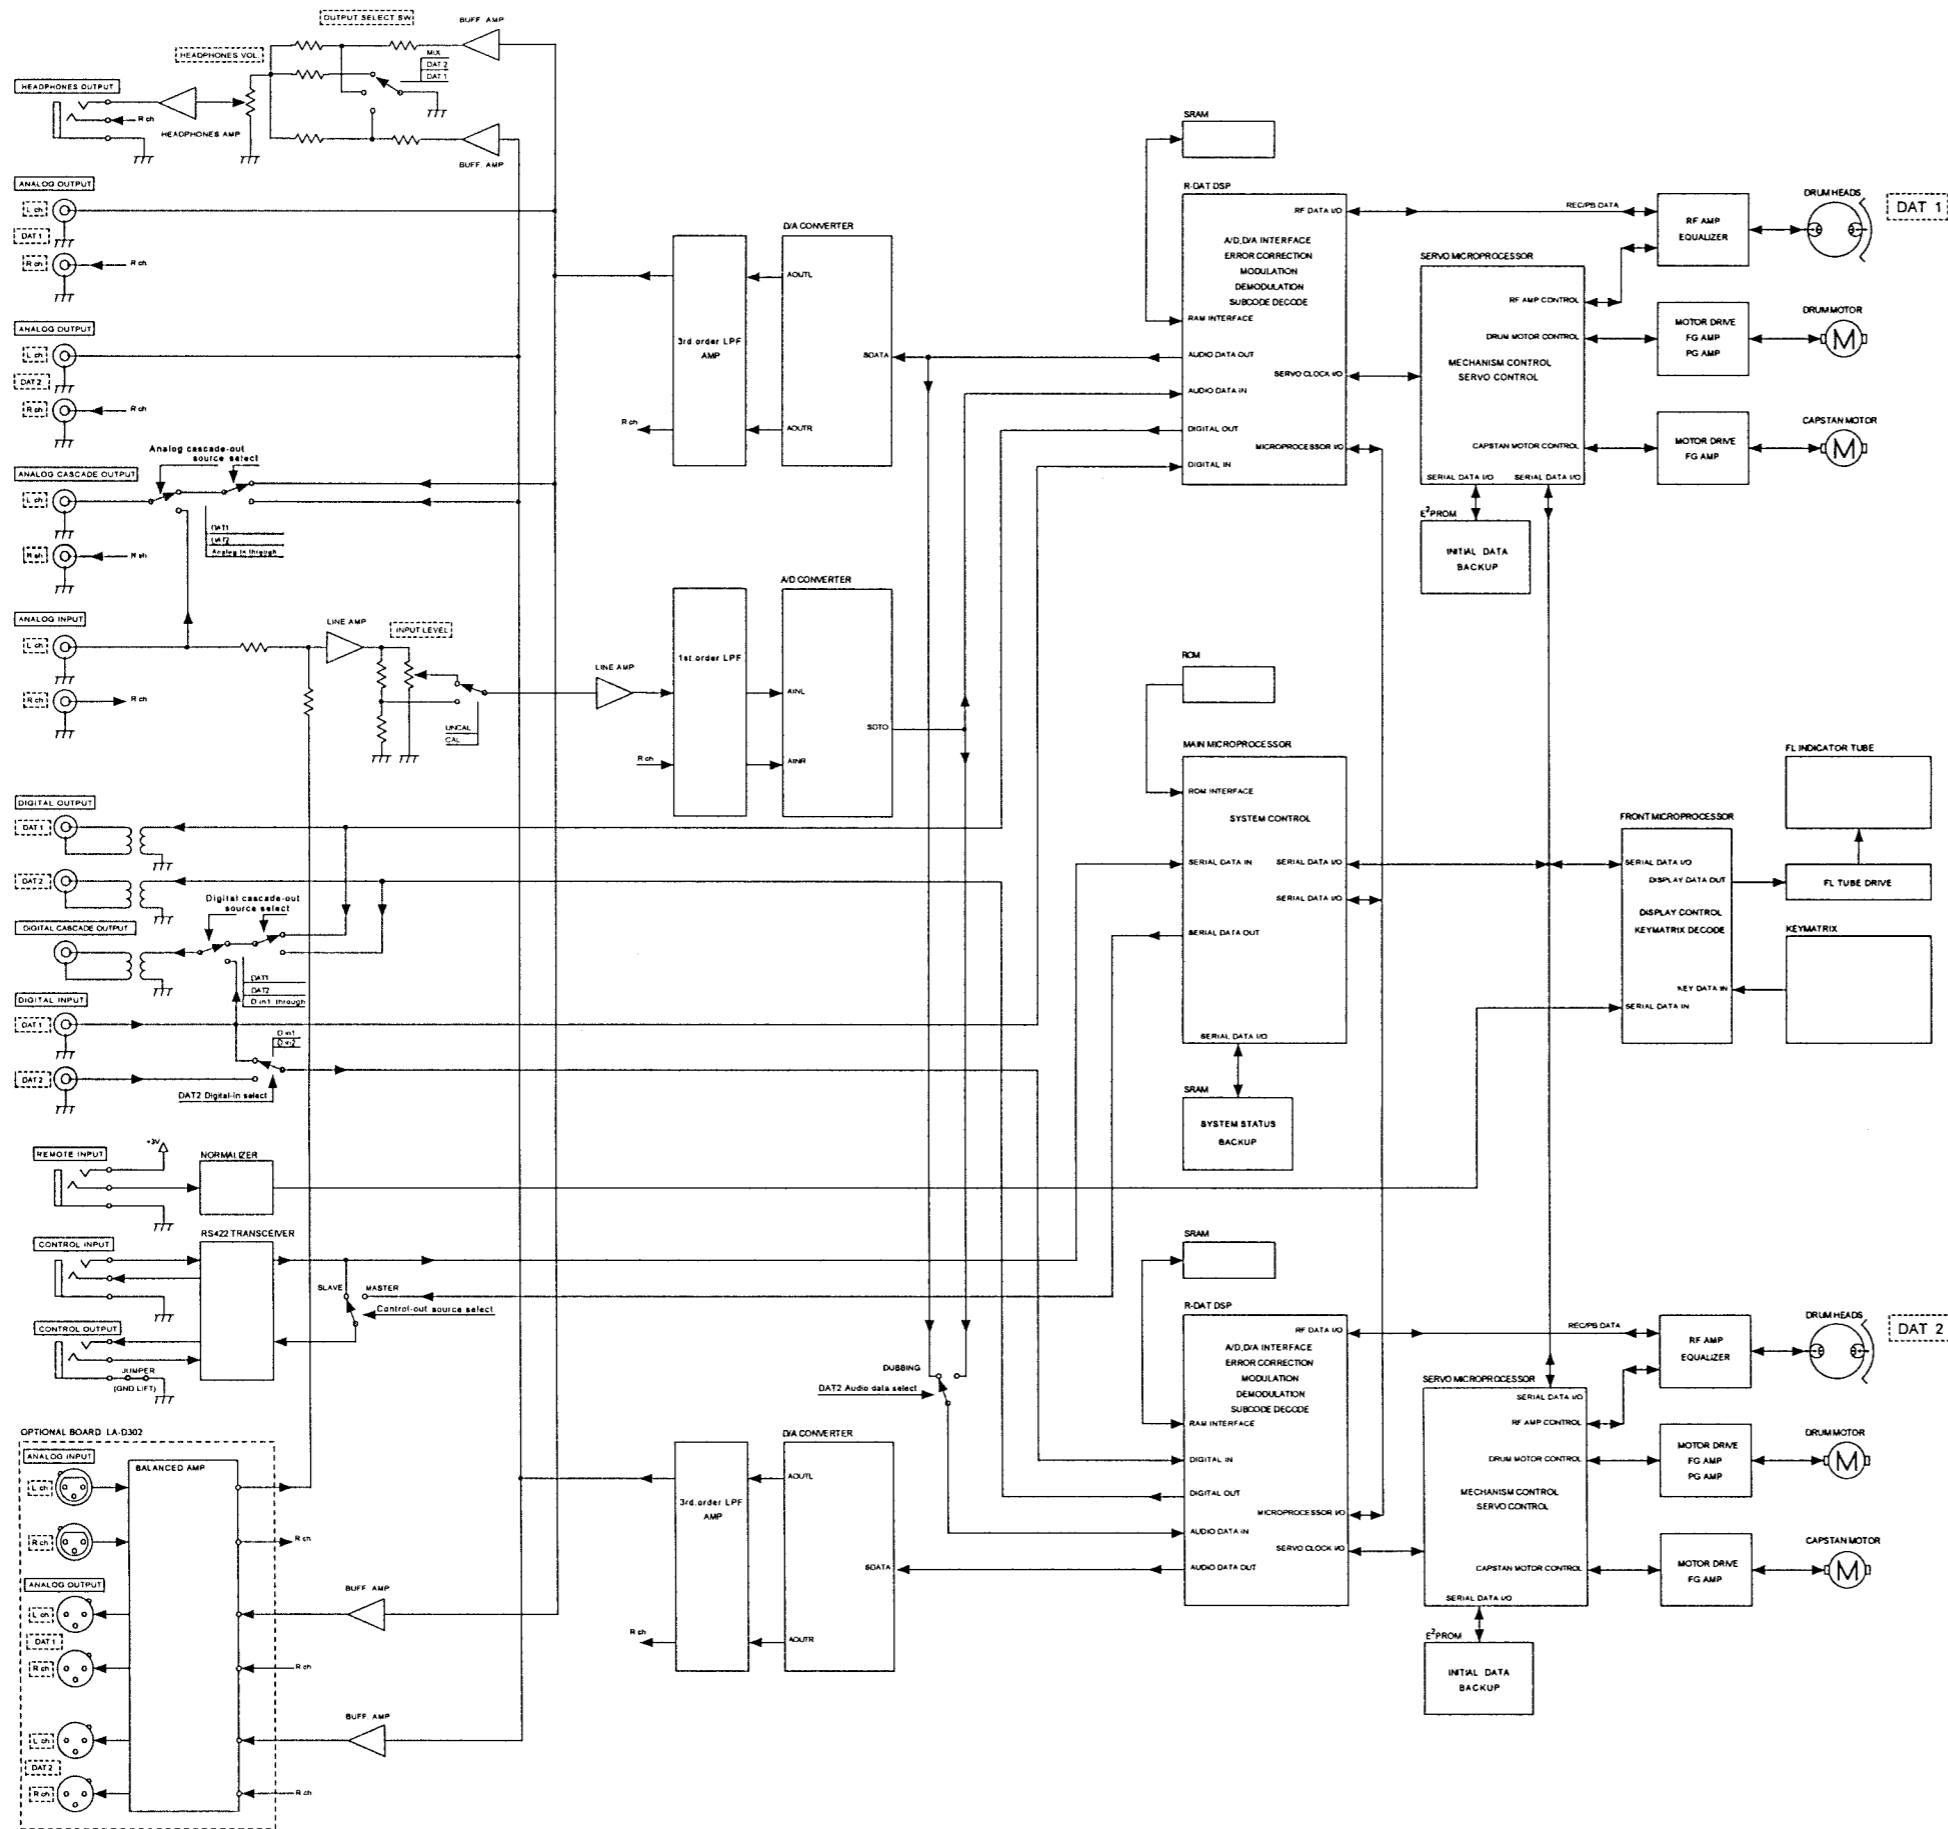 OUTPUT SELECT SW
BUFF. AMP
HEADPHONES VOL.
MIX
DAT 2
DAT 1
HEADPHONES OUTPUT
R ch
HEADPHONES AMP
BUFF. AMP
ANALOG OUTPUT
L ch
DAT 1
R ch
R ch
ANALOG OUTPUT
L ch
DAT 2
R ch
R ch
Analog cascade-out
source select
ANALOG CASCADE OUTPUT
L ch
DAT1
DAT2
Analog in through
R ch
R ch
ANALOG INPUT
L ch
LINE AMP
INPUT LEVEL
R ch
R ch
UNCAL
CAL
LINE AMP
3rd.order LPF
AMP
R ch
D/A CONVERTER
AOUTL
SDATA
AOUTR
1st.order LPF
R ch
A/D CONVERTER
AINL
SDTO
AINR
DIGITAL OUTPUT
DAT 1
DAT 2
Digital cascade-out
source select
DIGITAL CASCADE OUTPUT
DAT1
DAT2
D in1 through
DIGITAL INPUT
DAT 1
D in1
D in2
DAT 2
DAT2 Digital-in select
+3V
REMOTE INPUT
NORMALIZER
RS422 TRANSCEIVER
CONTROL INPUT
SLAVE
MASTER
Control-out source select
CONTROL OUTPUT
JUMPER
(GND LIFT)
DUBBING
DAT2 Audio data select
OPTIONAL BOARD LA-D302
ANALOG INPUT
L ch
BALANCED AMP
R ch
R ch
ANALOG OUTPUT
L ch
BUFF. AMP
DAT 1
R ch
R ch
L ch
BUFF. AMP
DAT 2
R ch
R ch
3rd.order LPF
AMP
R ch
D/A CONVERTER
AOUTL
SDATA
AOUTR
SRAM
R-DAT DSP
RF DATA I/O
A/D,D/A INTERFACE
ERROR CORRECTION
MODULATION
DEMODULATION
SUBCODE DECODE
RAM INTERFACE
AUDIO DATA OUT
SERVO CLOCK I/O
AUDIO DATA IN
DIGITAL OUT
MICROPROCESSOR I/O
DIGITAL IN
REC/PB DATA
RF AMP
EQUALIZER
DRUM HEADS
DAT 1
SERVO MICROPROCESSOR
RF AMP CONTROL
DRUM MOTOR CONTROL
MECHANISM CONTROL
SERVO CONTROL
CAPSTAN MOTOR CONTROL
SERIAL DATA I/O
SERIAL DATA I/O
MOTOR DRIVE
FG AMP
PG AMP
DRUM MOTOR
M
MOTOR DRIVE
FG AMP
CAPSTAN MOTOR
M
E²PROM
INITIAL DATA
BACKUP
ROM
MAIN MICROPROCESSOR
ROM INTERFACE
SYSTEM CONTROL
SERIAL DATA IN
SERIAL DATA I/O
SERIAL DATA I/O
SERIAL DATA OUT
SERIAL DATA I/O
SRAM
SYSTEM STATUS
BACKUP
FL INDICATOR TUBE
FRONT MICROPROCESSOR
SERIAL DATA I/O
DISPLAY DATA OUT
FL TUBE DRIVE
DISPLAY CONTROL
KEYMATRIX DECODE
KEYMATRIX
KEY DATA IN
SERIAL DATA IN
SRAM
R-DAT DSP
RF DATA I/O
A/D,D/A INTERFACE
ERROR CORRECTION
MODULATION
DEMODULATION
SUBCODE DECODE
RAM INTERFACE
DIGITAL IN
DIGITAL OUT
MICROPROCESSOR I/O
AUDIO DATA IN
SERVO CLOCK I/O
AUDIO DATA OUT
REC/PB DATA
RF AMP
EQUALIZER
DRUM HEADS
DAT 2
SERVO MICROPROCESSOR
SERIAL DATA I/O
RF AMP CONTROL
DRUM MOTOR CONTROL
MECHANISM CONTROL
SERVO CONTROL
CAPSTAN MOTOR CONTROL
SERIAL DATA I/O
MOTOR DRIVE
FG AMP
PG AMP
DRUM MOTOR
M
MOTOR DRIVE
FG AMP
CAPSTAN MOTOR
M
E²PROM
INITIAL DATA
BACKUP